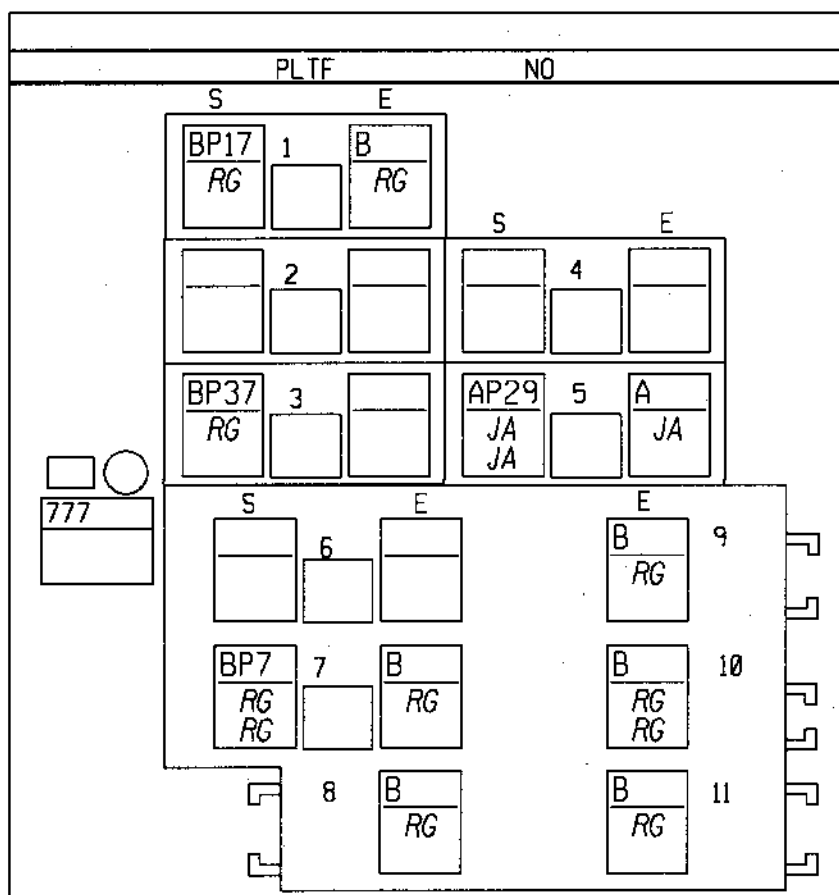 PLTF NO
S E
BP17 1 B
RG RG
S E
2 4
BP37 3 AP29 5 A
RG JA JA
JA
777
S E E
6 B 9
RG
BP7 7 B B 10
RG RG RG
RG RG
8 B B 11
RG RG